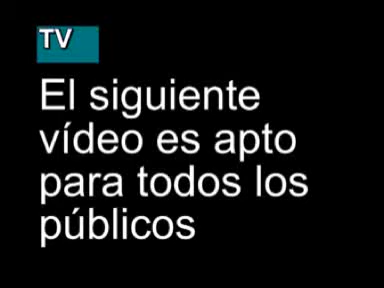 TV
El siguiente
vídeo es apto
para todos los
públicos